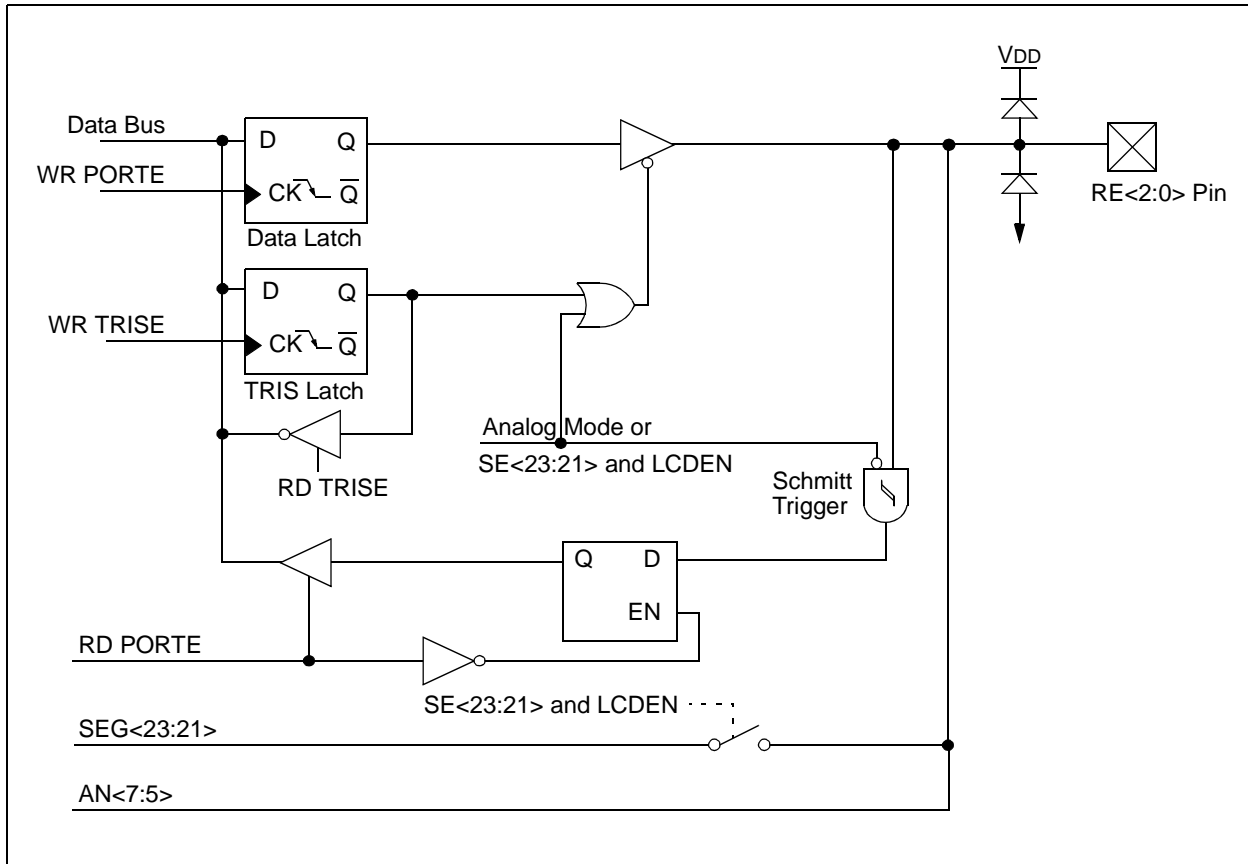 VDD
Data Bus
D Q
WR PORTE
CK Q̅
RE<2:0> Pin
Data Latch
D Q
WR TRISE
CK Q̅
TRIS Latch
Analog Mode or
SE<23:21> and LCDEN
RD TRISE
Schmitt
Trigger
Q D
EN
RD PORTE
SE<23:21> and LCDEN
SEG<23:21>
AN<7:5>